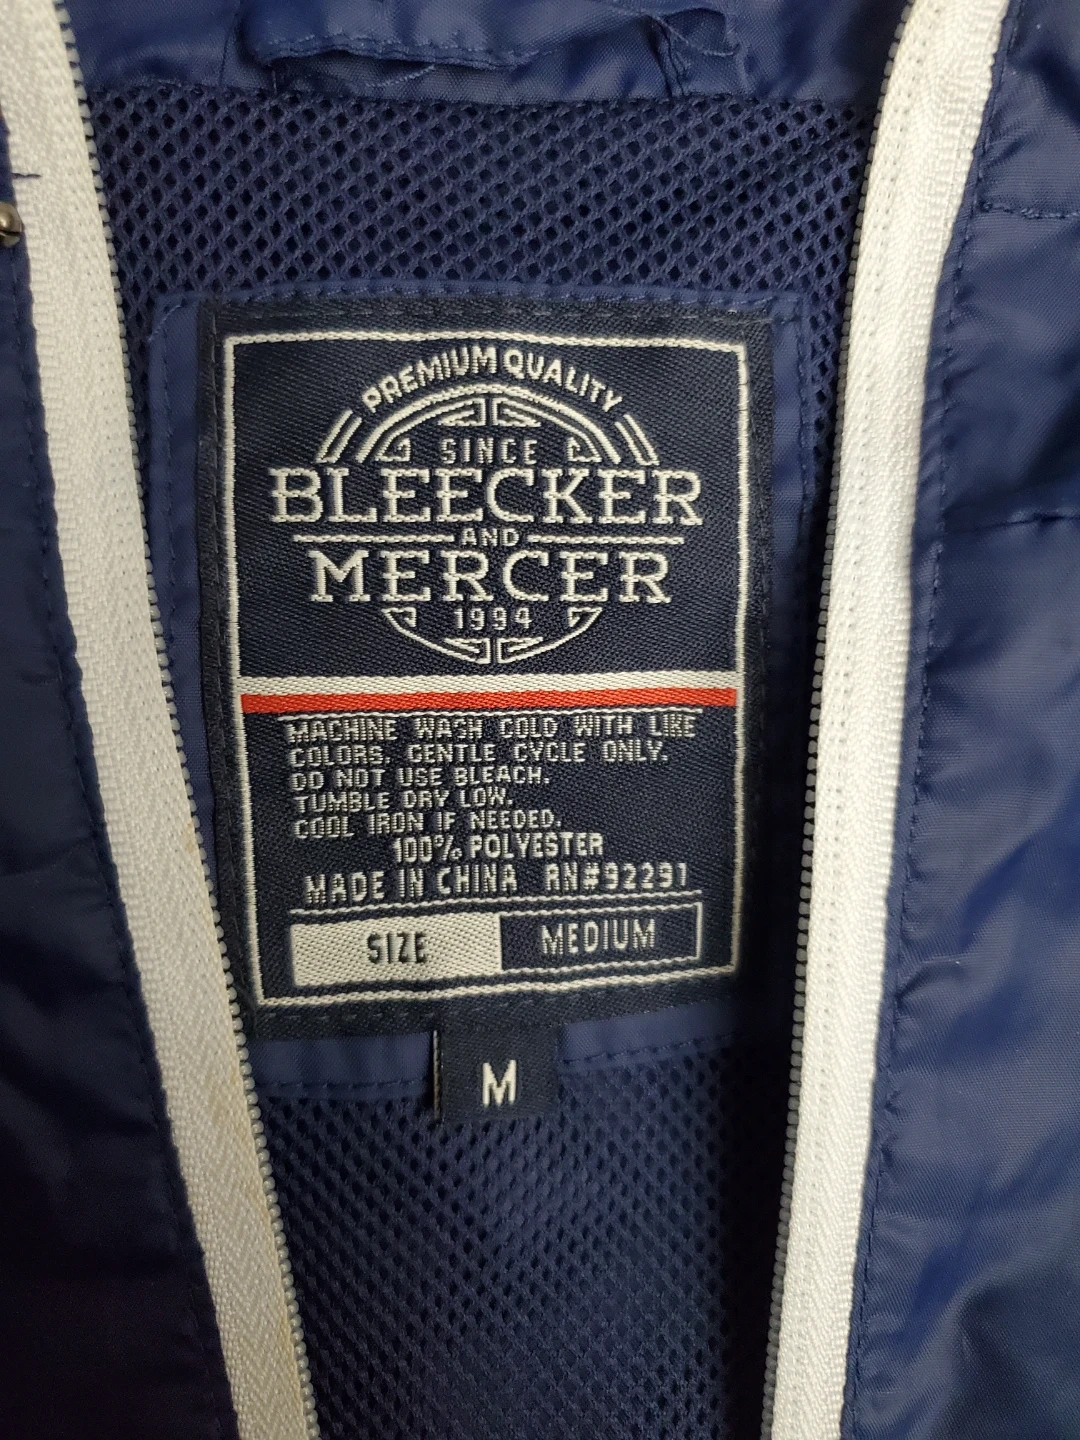 PREMIUM QUALITY
SINCE
BLEECKER
AND
MERCER
1994
MACHINE WASH COLD WITH LIKE
COLORS. GENTLE CYCLE ONLY.
DO NOT USE BLEACH.
TUMBLE DRY LOW.
COOL IRON IF NEEDED.
100% POLYESTER
MADE IN CHINA RN#92291
SIZE MEDIUM
M